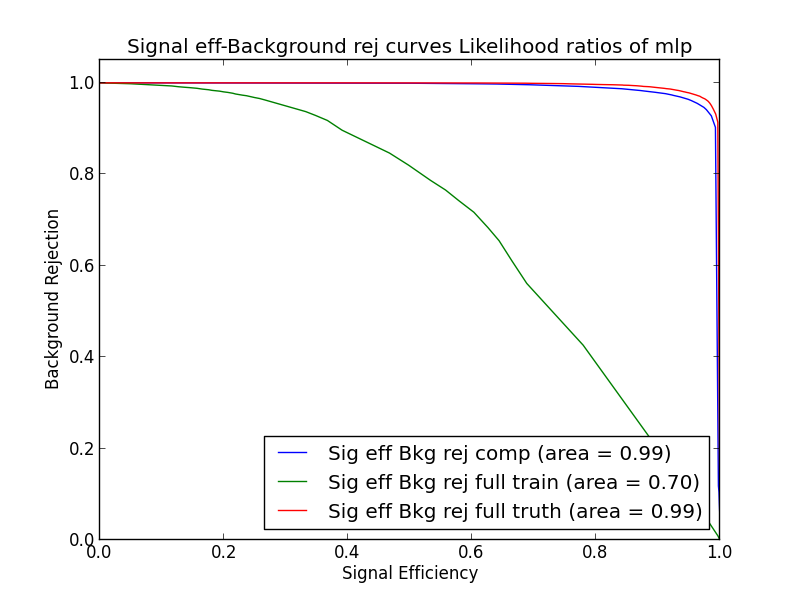 Signal eff-Background rej curves Likelihood ratios of mlp
1.0
0.8
0.6
0.4
0.2
0.0
Background Rejection
Sig eff Bkg rej comp (area = 0.99)
Sig eff Bkg rej full train (area = 0.70)
Sig eff Bkg rej full truth (area = 0.99)
0.0 0.2 0.4 0.6 0.8 1.0
Signal Efficiency